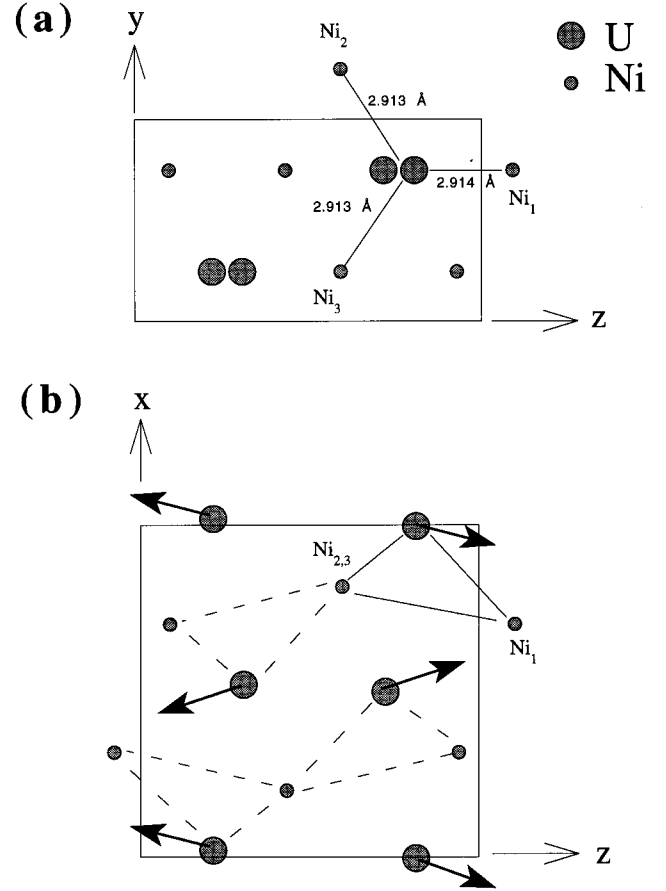 (a)
y
Ni2
U
Ni
2.913 Å
2.914 Å
Ni1
2.913 Å
Ni3
z
(b)
x
Ni2,3
Ni1
z